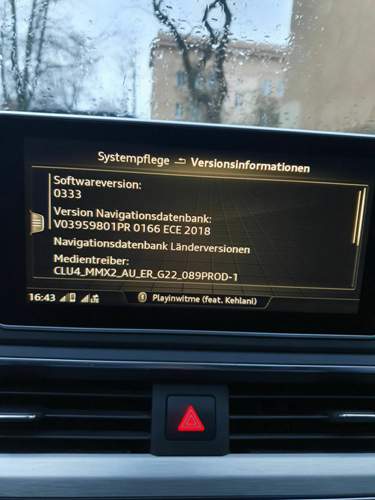 Systempflege Versionsinformationen
Softwareversion:
0333
Version Navigationsdatenbank:
V03959801PR 0166 ECE 2018
Navigationsdatenbank Länderversionen
Medientreiber:
CLU4_MMX2_AU_ER_G22_089PROD-1
16:43 Playinwitme (feat. Kehlani)